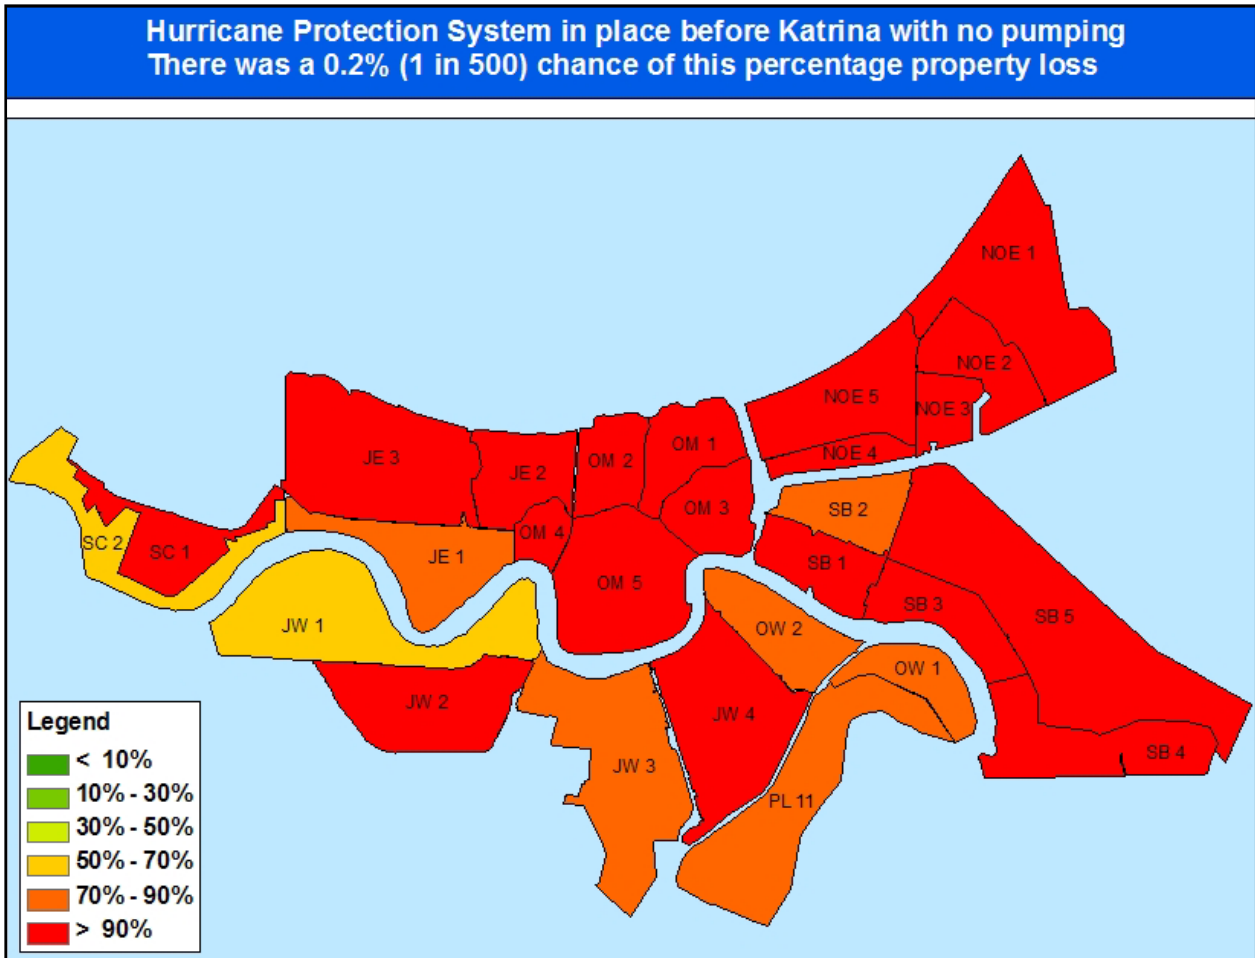 Hurricane Protection System in place before Katrina with no pumping
There was a 0.2% (1 in 500) chance of this percentage property loss
NOE 1
NOE 2
NOE 5
NOE 3
NOE 4
OM 1
OM 2
JE 3
JE 2
OM 3
SB 2
OM 4
SC 2
SC 1
JE 1
SB 1
OM 5
SB 3
SB 5
JW 1
OW 2
OW 1
JW 2
JW 4
SB 4
JW 3
PL 11
Legend
< 10%
10% - 30%
30% - 50%
50% - 70%
70% - 90%
> 90%